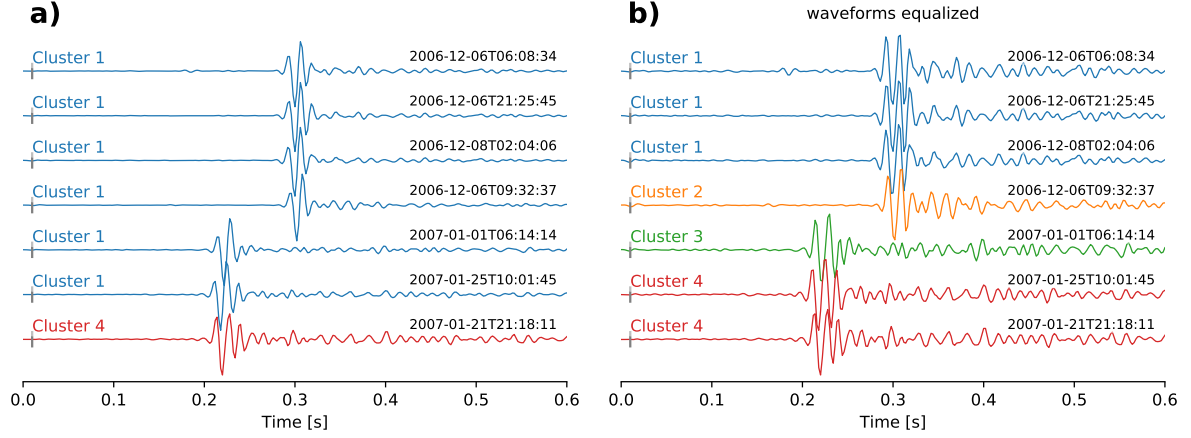 a)
Cluster 1 2006-12-06T06:08:34
Cluster 1 2006-12-06T21:25:45
Cluster 1 2006-12-08T02:04:06
Cluster 1 2006-12-06T09:32:37
Cluster 1 2007-01-01T06:14:14
Cluster 1 2007-01-25T10:01:45
Cluster 4 2007-01-21T21:18:11
0.0 0.1 0.2 0.3 0.4 0.5 0.6
Time [s]
b)
waveforms equalized
Cluster 1 2006-12-06T06:08:34
Cluster 1 2006-12-06T21:25:45
Cluster 1 2006-12-08T02:04:06
Cluster 2 2006-12-06T09:32:37
Cluster 3 2007-01-01T06:14:14
Cluster 4 2007-01-25T10:01:45
Cluster 4 2007-01-21T21:18:11
0.0 0.1 0.2 0.3 0.4 0.5 0.6
Time [s]